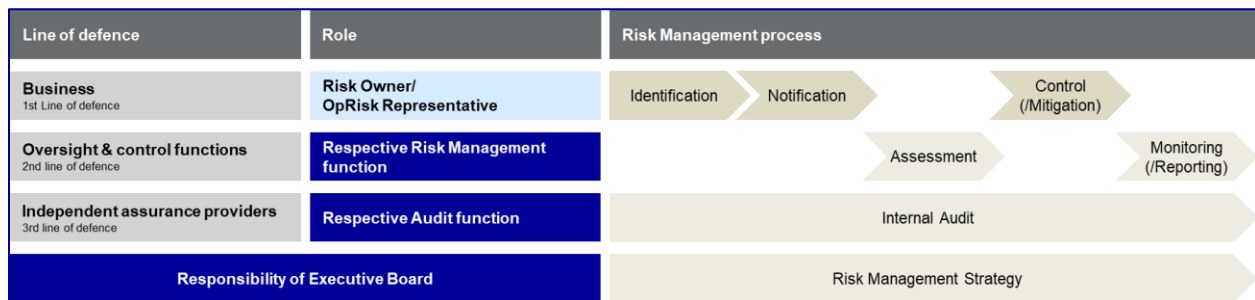 Line of defence
Role
Risk Management process
Business
1st Line of defence
Risk Owner/
OpRisk Representative
Identification
Notification
Control
(/Mitigation)
Oversight & control functions
2nd line of defence
Respective Risk Management
function
Assessment
Monitoring
(/Reporting)
Independent assurance providers
3rd line of defence
Respective Audit function
Internal Audit
Responsibility of Executive Board
Risk Management Strategy